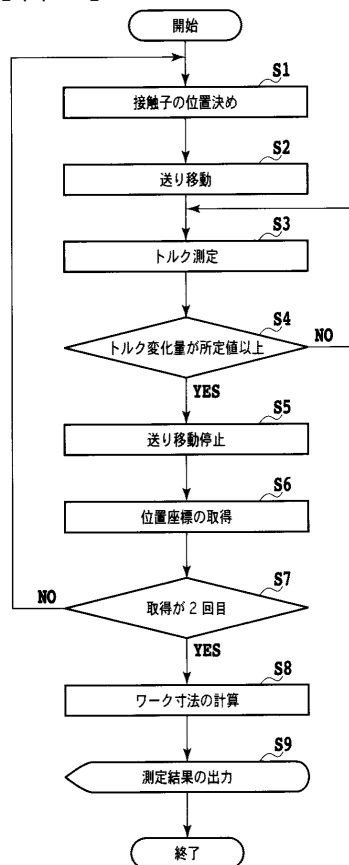 開始
S1
接触子の位置決め
S2
送り移動
S3
トルク測定
S4
トルク変化量が所定値以上
NO
YES
S5
送り移動停止
S6
位置座標の取得
S7
NO
取得が2回目
YES
S8
ワーク寸法の計算
S9
測定結果の出力
終了